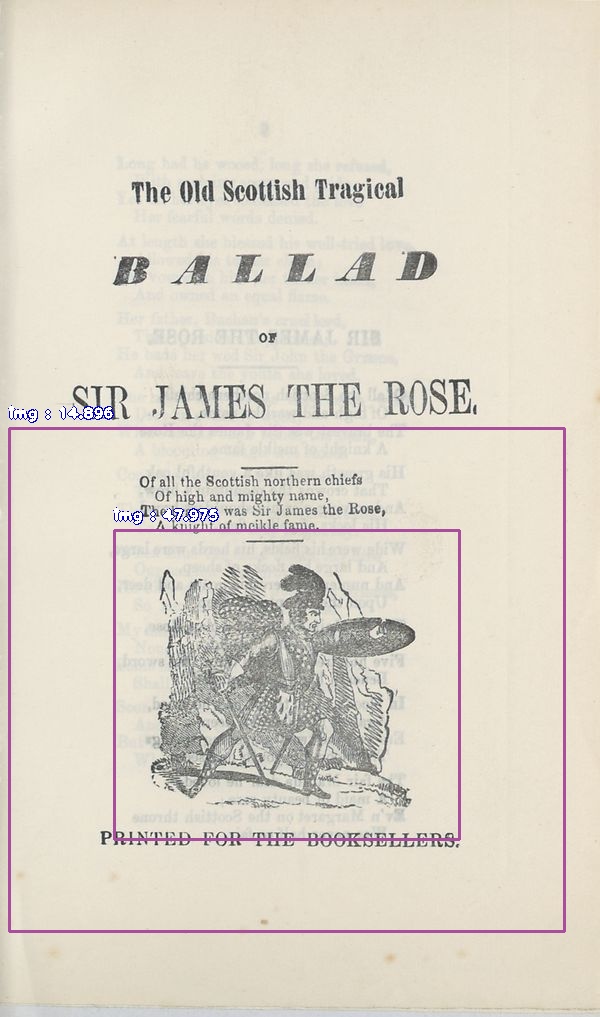 The Old Scottish Tragical
BALLAD
OF
SIR JAMES THE ROSE.
img : 14.896
Of all the Scottish northern chiefs
Of high and mighty name,
The was Sir James the Rose,
img : 47.975
A knight of meikle fame.
PRINTED FOR THE BOOKSELLERS.